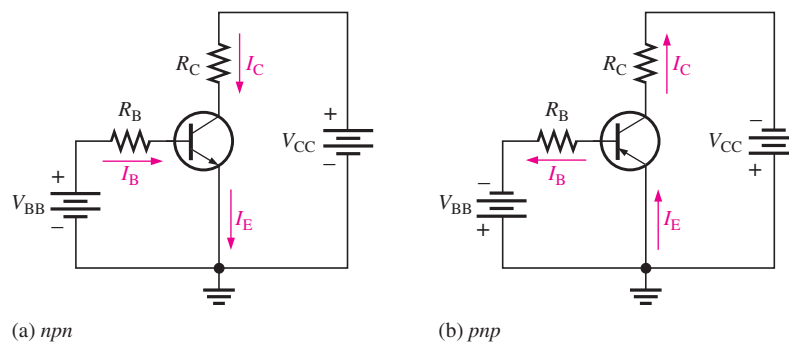 R_C
I_C
R_B
+
V_CC
−
I_B
+
V_BB
−
I_E
(a) npn
R_C
I_C
R_B
−
V_CC
+
I_B
−
V_BB
+
I_E
(b) pnp